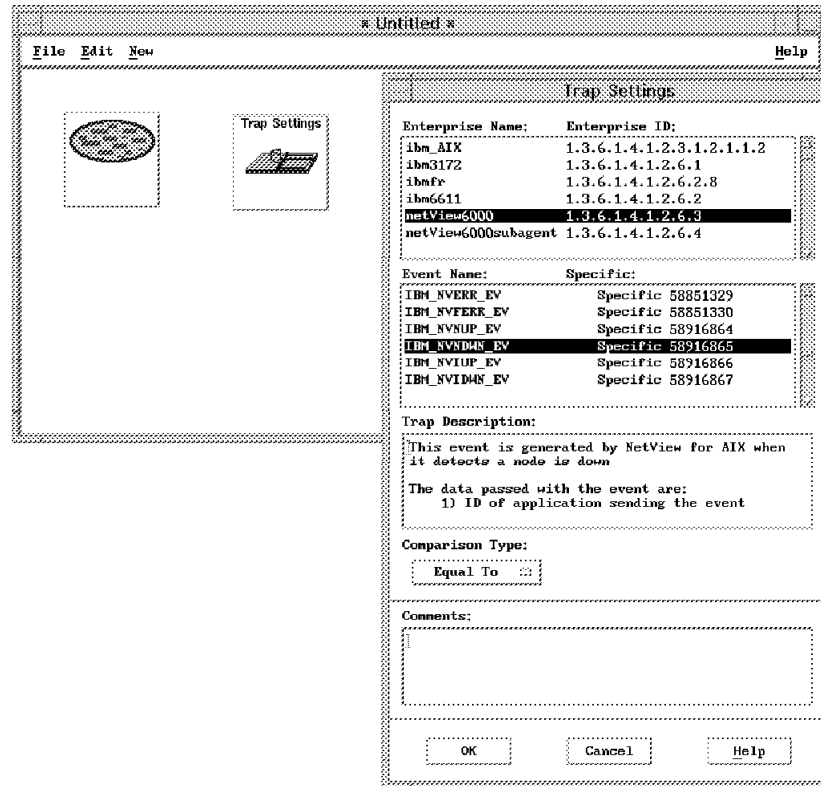 * Untitled *
File Edit New Help
Trap Settings
Trap Settings
Enterprise Name: Enterprise ID:
ibm_AIX 1.3.6.1.4.1.2.3.1.2.1.1.2
ibm3172 1.3.6.1.4.1.2.6.1
ibmfr 1.3.6.1.4.1.2.6.2.8
ibm6611 1.3.6.1.4.1.2.6.2
netView6000 1.3.6.1.4.1.2.6.3
netView6000subagent 1.3.6.1.4.1.2.6.4
Event Name: Specific:
IBM_NVERR_EV Specific 58851329
IBM_NVFERR_EV Specific 58851330
IBM_NVNUP_EV Specific 58916864
IBM_NVNDWN_EV Specific 58916865
IBM_NVIUP_EV Specific 58916866
IBM_NVIDWN_EV Specific 58916867
Trap Description:
This event is generated by NetView for AIX when
it detects a node is down
The data passed with the event are:
1) ID of application sending the event
Comparison Type:
Equal To
Comments:
OK Cancel Help